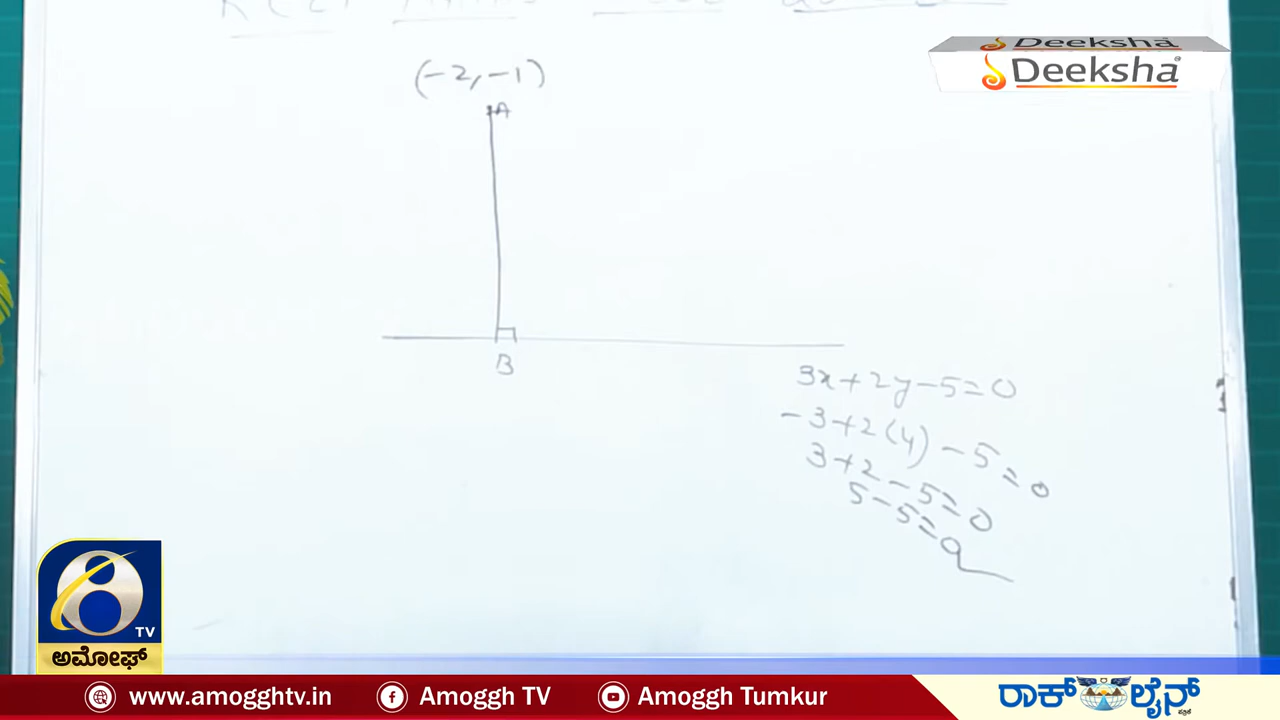 Deeksha
Deeksha
(-2, -1)
A
B
3x+2y-5=0
-3+2(4)-5=0
3+2-5=0
5-5=0
8
TV
ಅಮೋಘ್
www.amogghtv.in
Amoggh TV
Amoggh Tumkur
ರಾಕ್ ಲೈನ್